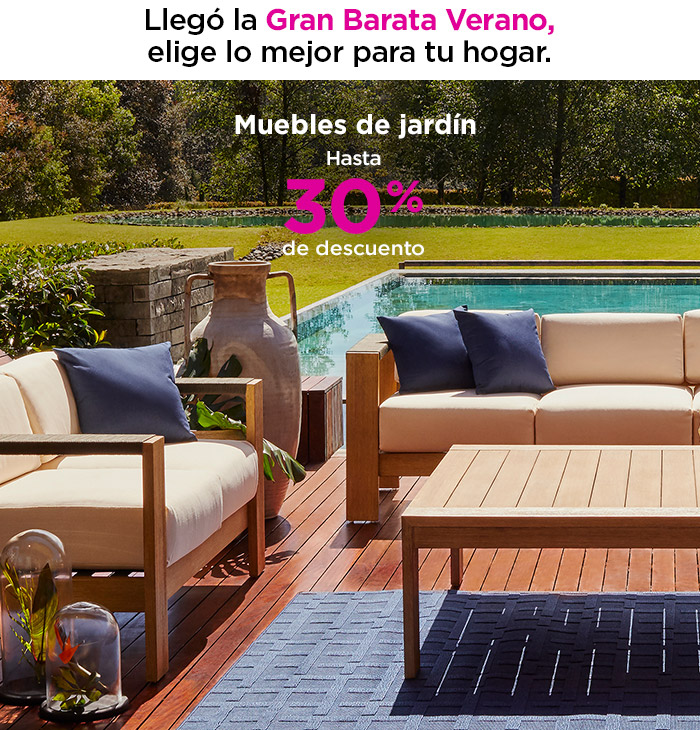 Llegó la Gran Barata Verano,
elige lo mejor para tu hogar.
Muebles de jardín
Hasta
30%
de descuento